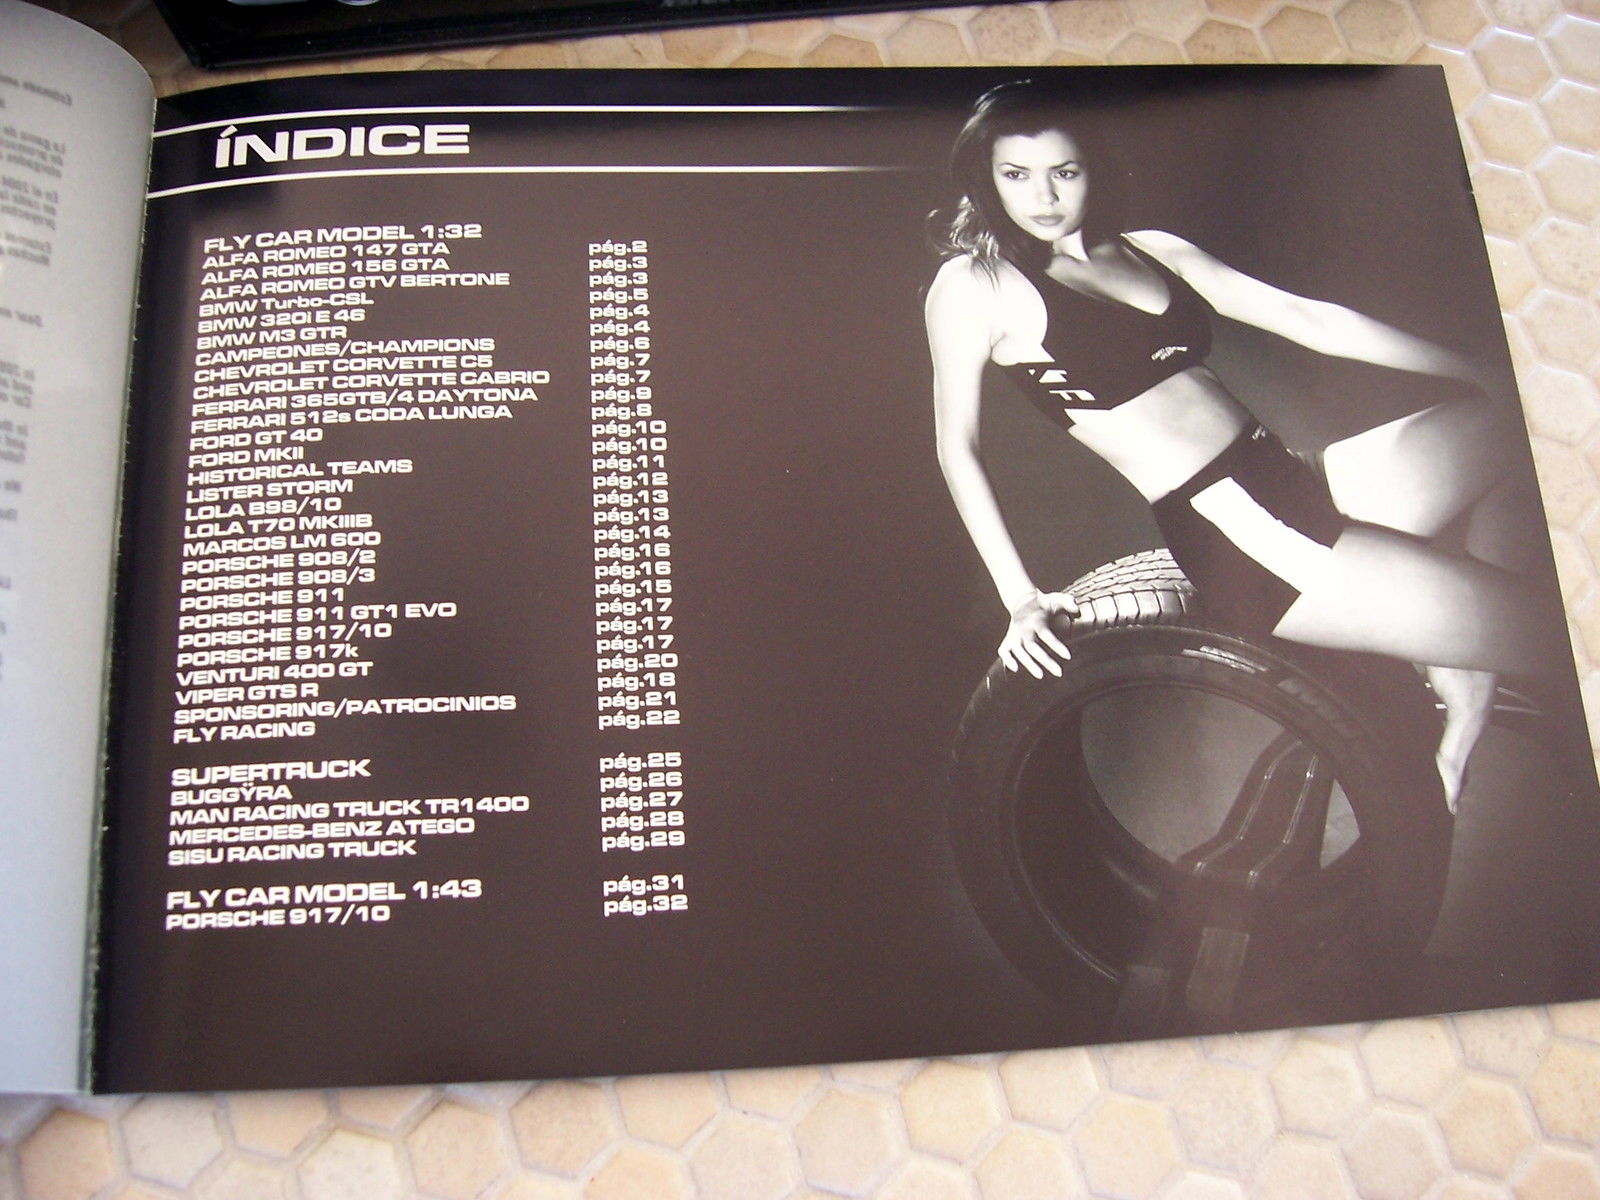 ÍNDICE
FLY CAR MODEL 1:32
ALFA ROMEO 147 GTA pág.2
ALFA ROMEO 156 GTA pág.3
ALFA ROMEO GTV BERTONE pág.3
BMW Turbo-CSL pág.5
BMW 320i E 46 pág.4
BMW M3 GTR pág.4
CAMPEONES/CHAMPIONS pág.6
CHEVROLET CORVETTE C5 pág.7
CHEVROLET CORVETTE CABRIO pág.7
FERRARI 365GTB/4 DAYTONA pág.9
FERRARI 512s CODA LUNGA pág.8
FORD GT 40 pág.10
FORD MKII pág.10
HISTORICAL TEAMS pág.11
LISTER STORM pág.12
LOLA B98/10 pág.13
LOLA T70 MKIIIB pág.13
MARCOS LM 600 pág.14
PORSCHE 908/2 pág.16
PORSCHE 908/3 pág.16
PORSCHE 911 pág.15
PORSCHE 911 GT1 EVO pág.17
PORSCHE 917/10 pág.17
PORSCHE 917k pág.17
VENTURI 400 GT pág.20
VIPER GTS R pág.18
SPONSORING/PATROCINIOS pág.21
FLY RACING pág.22
SUPERTRUCK pág.25
BUGGŸRA pág.26
MAN RACING TRUCK TR1400 pág.27
MERCEDES-BENZ ATEGO pág.28
SISU RACING TRUCK pág.29
FLY CAR MODEL 1:43 pág.31
PORSCHE 917/10 pág.32